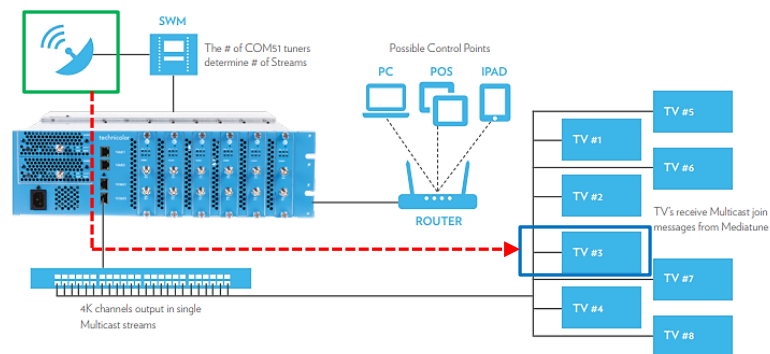 SWM
The # of COM51 tuners
determine # of Streams
Possible Control Points
PC
POS
IPAD
technicolor
ROUTER
TV #5
TV #1
TV #6
TV #2
TV's receive Multicast join
messages from Mediatune
TV #3
TV #7
TV #4
TV #8
4K channels output in single
Multicast streams